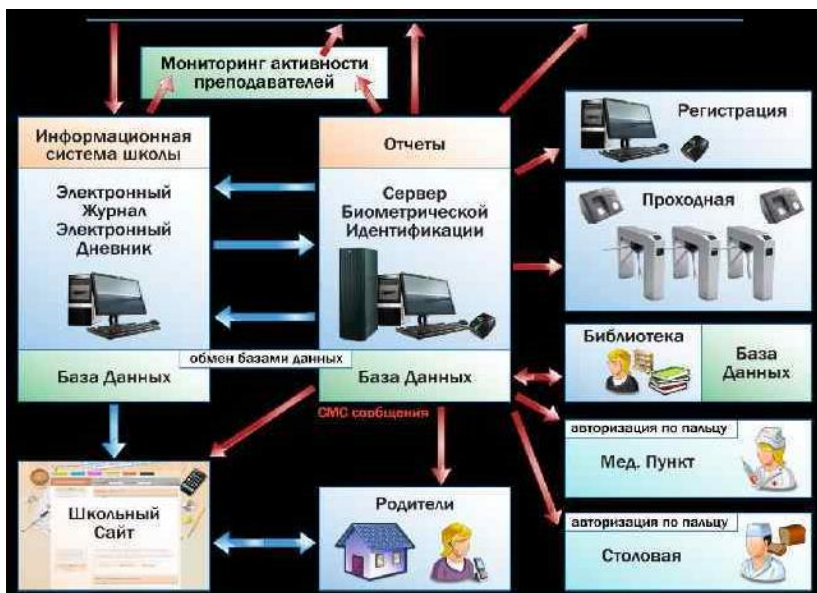 Мониторинг активности
преподавателей
Информационная
система школы
Электронный
Журнал
Электронный
Дневник
База Данных
обмен базами данных
Отчеты
Сервер
Биометрической
Идентификации
База Данных
СМС сообщения
Регистрация
Проходная
Библиотека
База
Данных
авторизация по пальцу
Мед. Пункт
авторизация по пальцу
Столовая
Школьный
Сайт
Родители